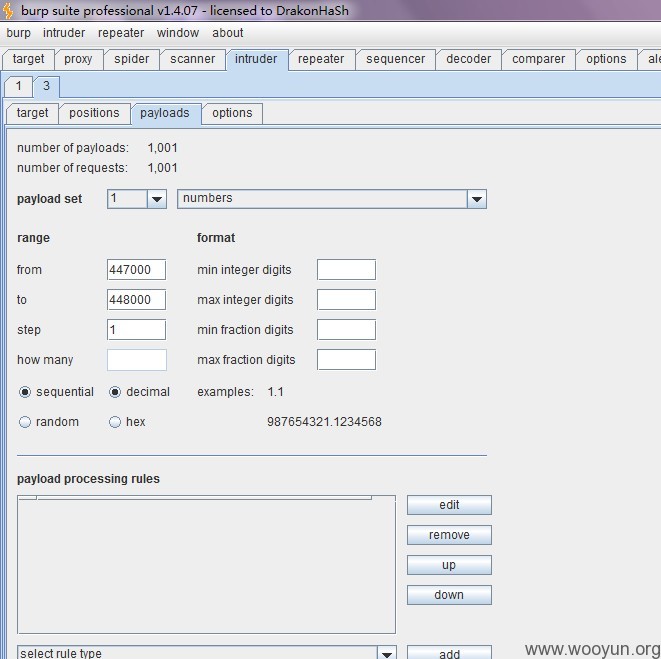 burp suite professional v1.4.07 - licensed to DrakonHaSh
burp intruder repeater window about
target proxy spider scanner intruder repeater sequencer decoder comparer options ale
1 3
target positions payloads options
number of payloads: 1,001
number of requests: 1,001
payload set 1 numbers
range format
from 447000 min integer digits
to 448000 max integer digits
step 1 min fraction digits
how many max fraction digits
sequential decimal examples: 1.1
random hex 987654321.1234568
payload processing rules
edit
remove
up
down
select rule type add
www.wooyun.org